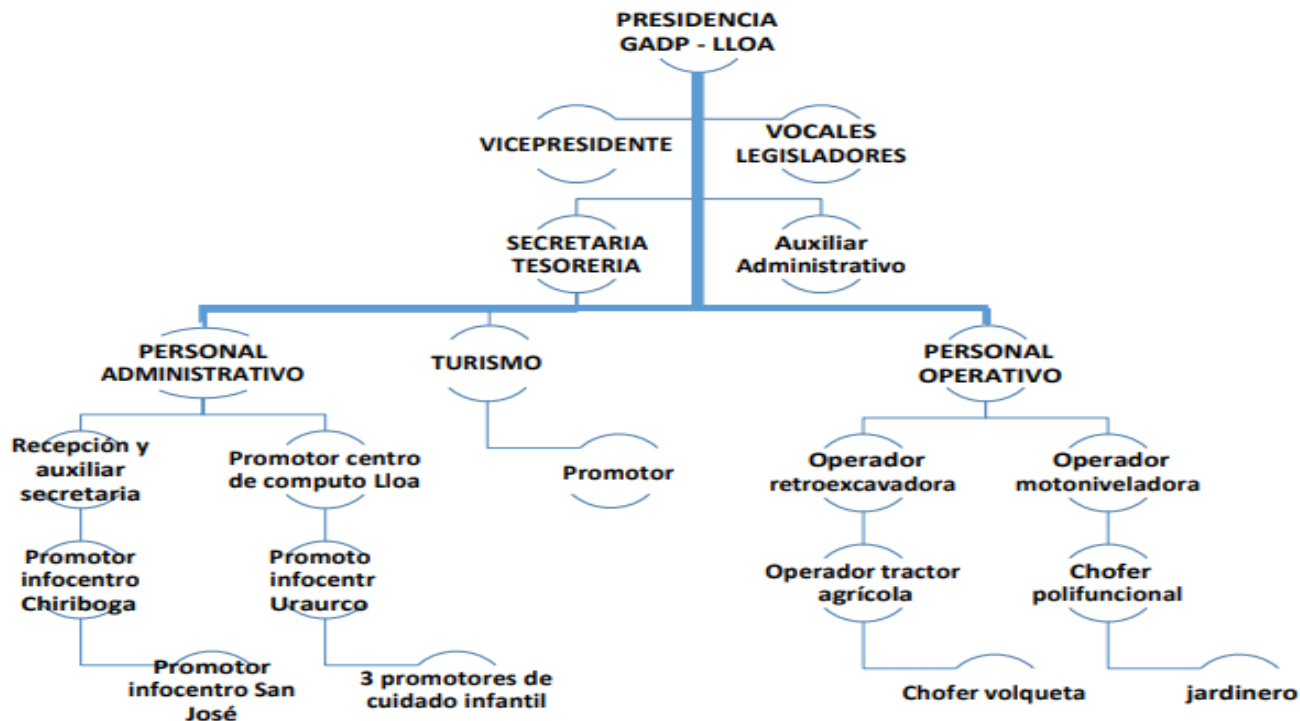 PRESIDENCIA
GADP - LLOA
VICEPRESIDENTE
VOCALES
LEGISLADORES
SECRETARIA
TESORERIA
Auxiliar
Administrativo
PERSONAL
ADMINISTRATIVO
TURISMO
PERSONAL
OPERATIVO
Recepción y
auxiliar
secretaria
Promotor centro
de computo Lloa
Promotor
Operador
retroexcavadora
Operador
motoniveladora
Promotor
infocentro
Chiriboga
Promoto
infocentr
Uraurco
Operador tractor
agrícola
Chofer
polifuncional
Promotor
infocentro San
José
3 promotores de
cuidado infantil
Chofer volqueta
jardinero